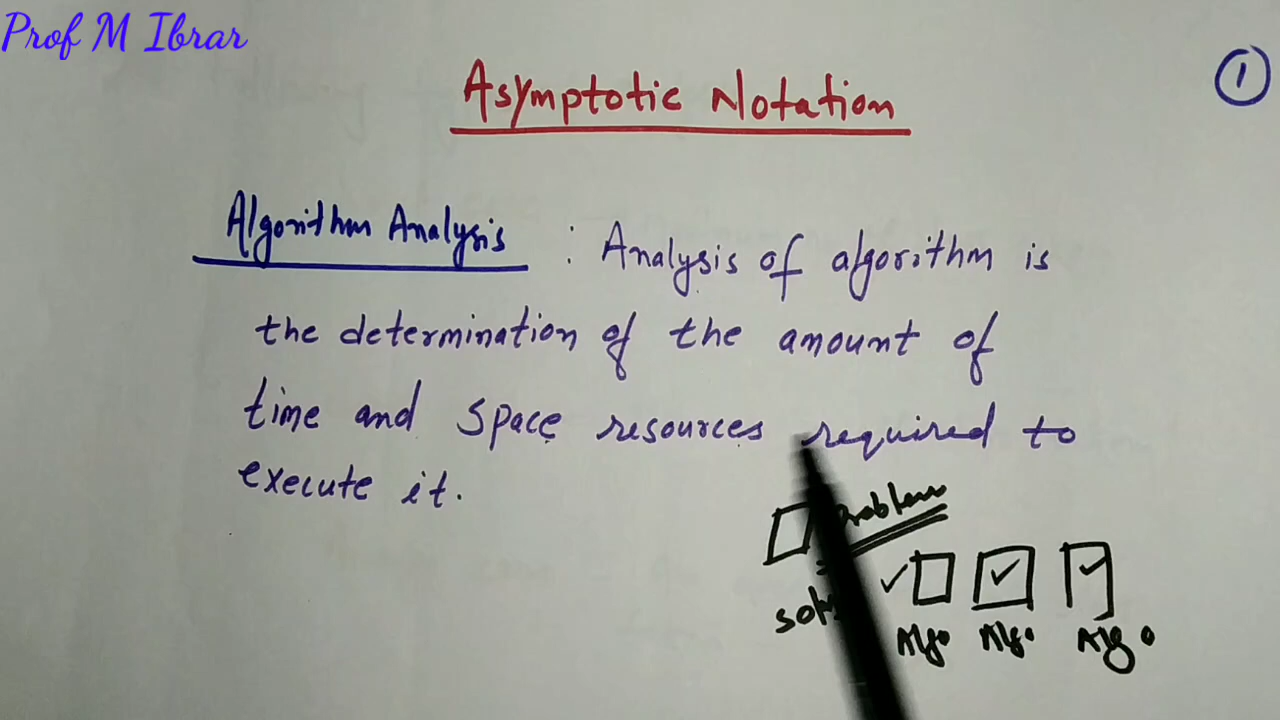 Prof M Ibrar
1
Asymptotic Notation
Algorithm Analysis : Analysis of algorithm is
the determination of the amount of
time and space resources required to
execute it.
Problem
Algo Algo Algo